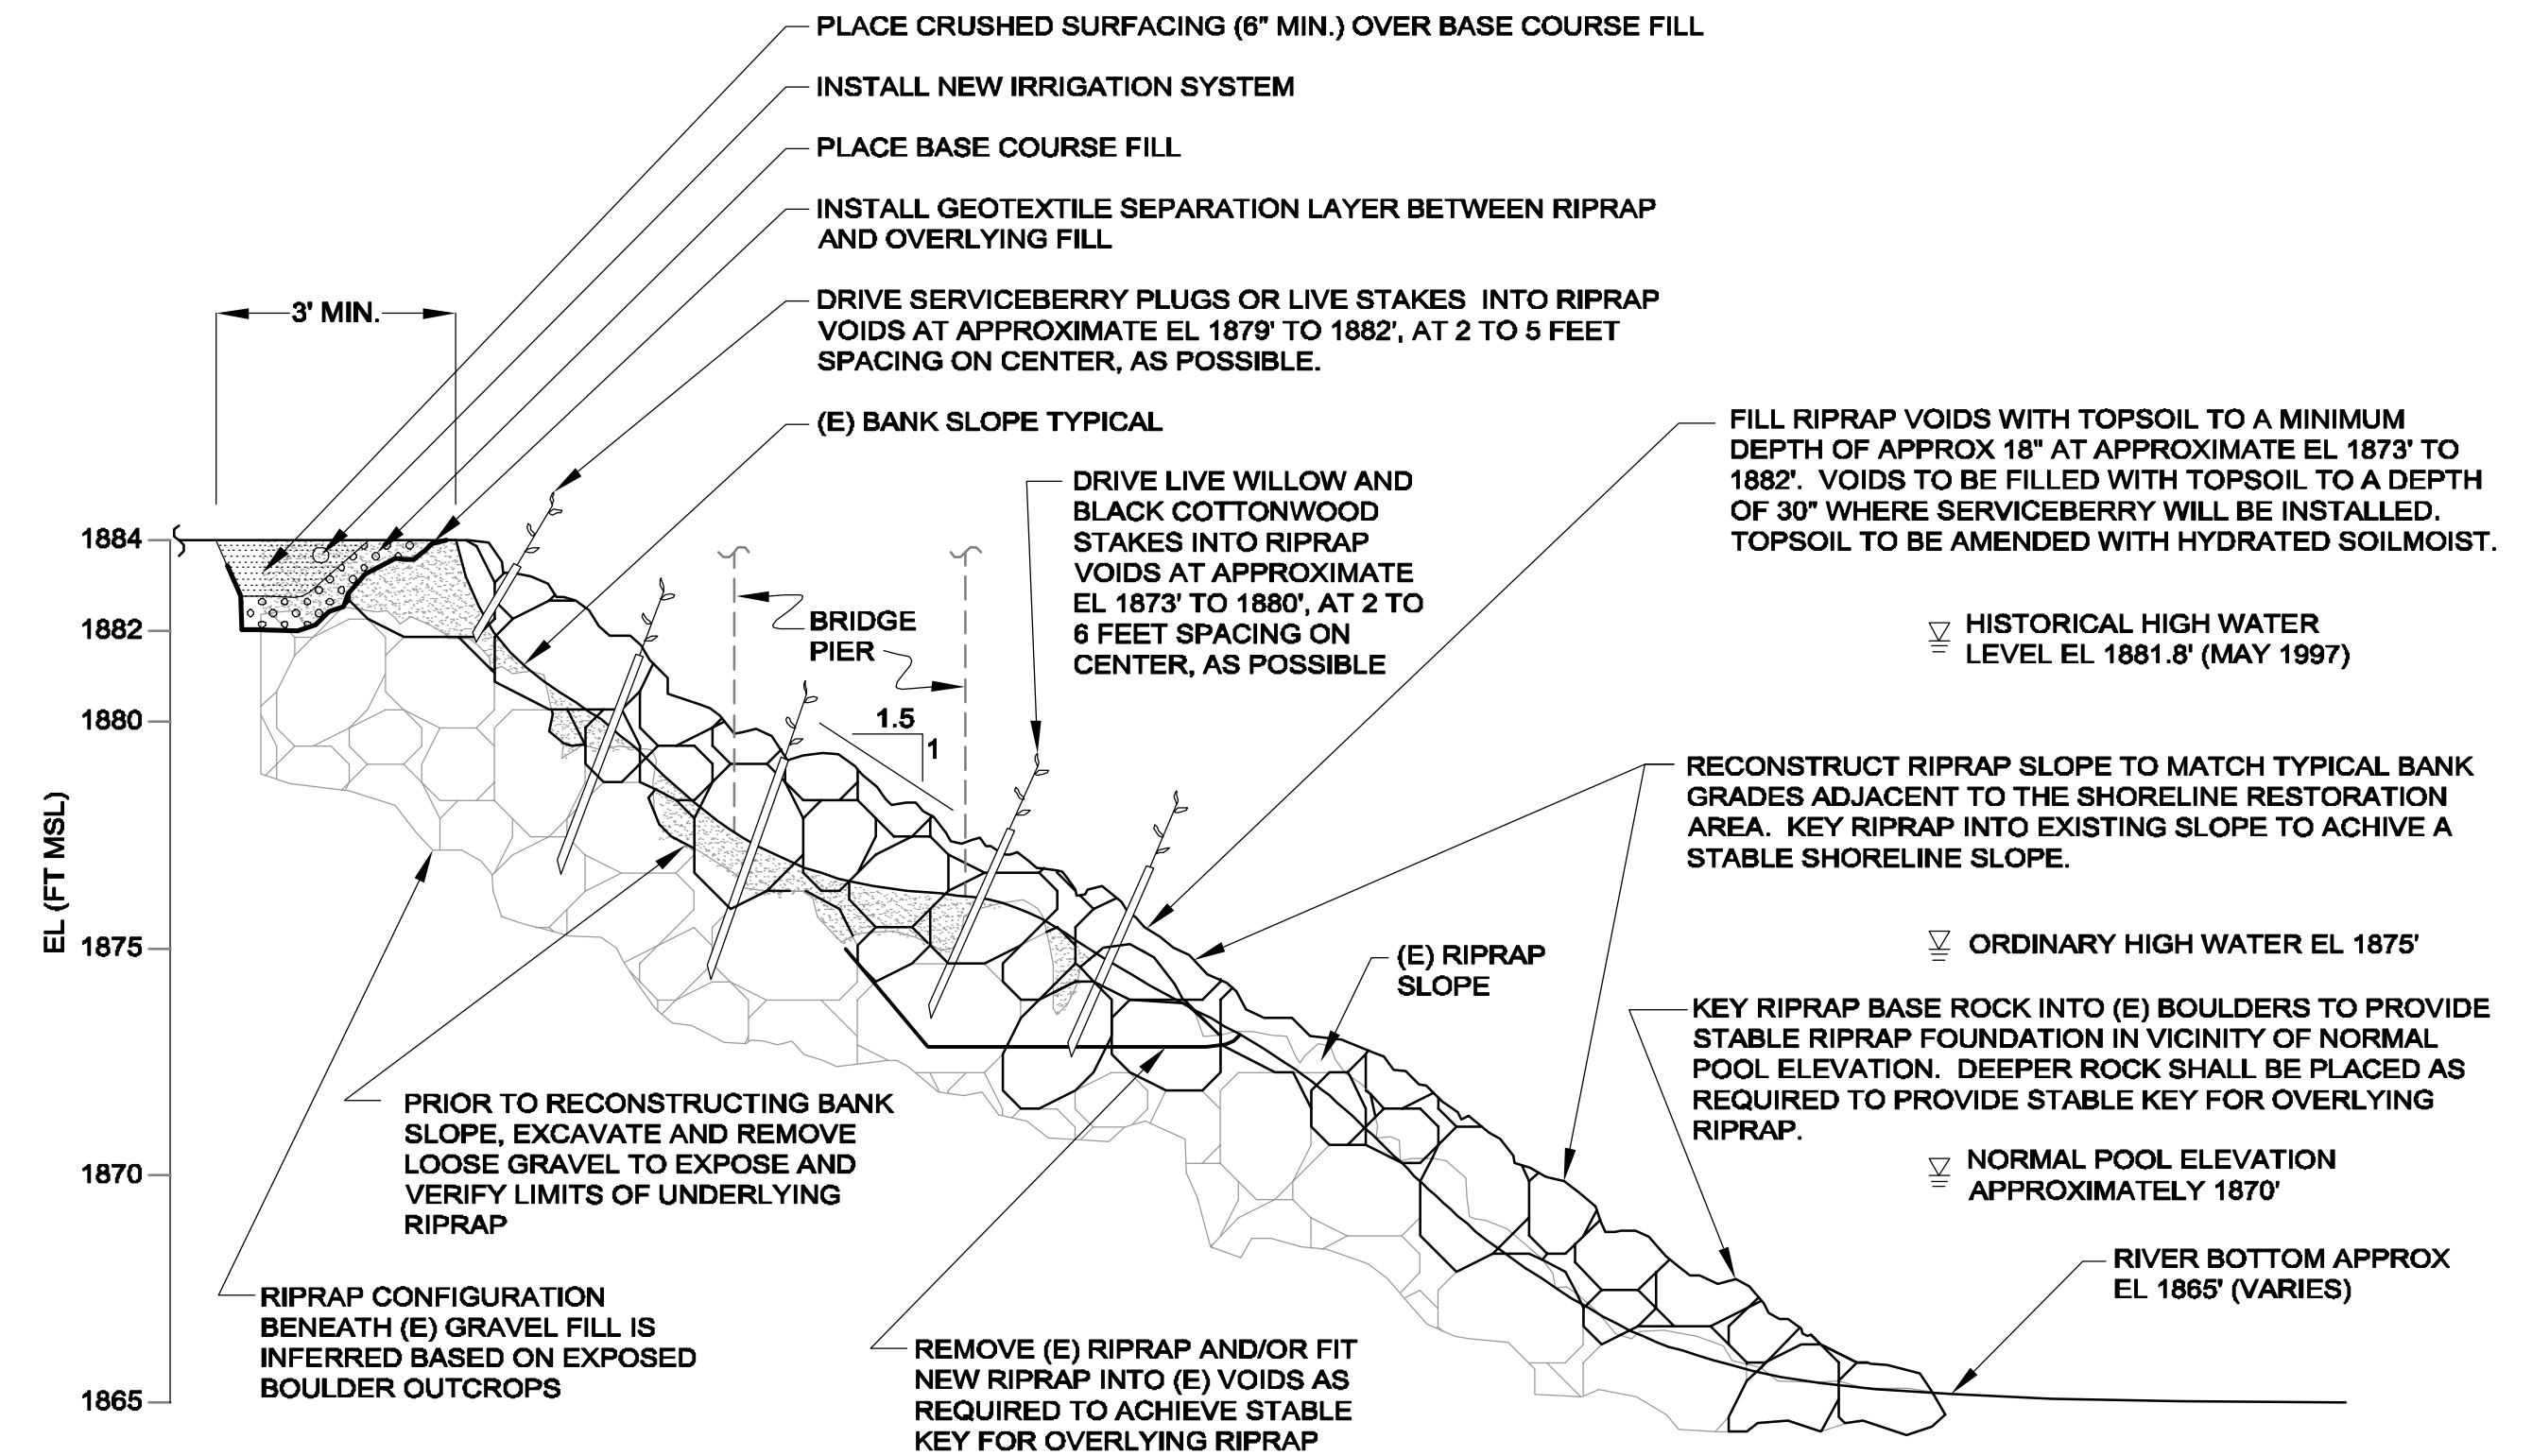 PLACE CRUSHED SURFACING (6" MIN.) OVER BASE COURSE FILL
INSTALL NEW IRRIGATION SYSTEM
PLACE BASE COURSE FILL
INSTALL GEOTEXTILE SEPARATION LAYER BETWEEN RIPRAP
AND OVERLYING FILL
3' MIN.
DRIVE SERVICEBERRY PLUGS OR LIVE STAKES INTO RIPRAP
VOIDS AT APPROXIMATE EL 1879' TO 1882', AT 2 TO 5 FEET
SPACING ON CENTER, AS POSSIBLE.
(E) BANK SLOPE TYPICAL
DRIVE LIVE WILLOW AND
BLACK COTTONWOOD
STAKES INTO RIPRAP
VOIDS AT APPROXIMATE
EL 1873' TO 1880', AT 2 TO
6 FEET SPACING ON
CENTER, AS POSSIBLE
FILL RIPRAP VOIDS WITH TOPSOIL TO A MINIMUM
DEPTH OF APPROX 18" AT APPROXIMATE EL 1873' TO
1882'. VOIDS TO BE FILLED WITH TOPSOIL TO A DEPTH
OF 30" WHERE SERVICEBERRY WILL BE INSTALLED.
TOPSOIL TO BE AMENDED WITH HYDRATED SOILMOIST.
BRIDGE
PIER
1.5
1
HISTORICAL HIGH WATER
LEVEL EL 1881.8' (MAY 1997)
RECONSTRUCT RIPRAP SLOPE TO MATCH TYPICAL BANK
GRADES ADJACENT TO THE SHORELINE RESTORATION
AREA. KEY RIPRAP INTO EXISTING SLOPE TO ACHIVE A
STABLE SHORELINE SLOPE.
(E) RIPRAP
SLOPE
ORDINARY HIGH WATER EL 1875'
KEY RIPRAP BASE ROCK INTO (E) BOULDERS TO PROVIDE
STABLE RIPRAP FOUNDATION IN VICINITY OF NORMAL
POOL ELEVATION. DEEPER ROCK SHALL BE PLACED AS
REQUIRED TO PROVIDE STABLE KEY FOR OVERLYING
RIPRAP.
NORMAL POOL ELEVATION
APPROXIMATELY 1870'
RIVER BOTTOM APPROX
EL 1865' (VARIES)
EL (FT MSL)
1884
1882
1880
1875
1870
1865
PRIOR TO RECONSTRUCTING BANK
SLOPE, EXCAVATE AND REMOVE
LOOSE GRAVEL TO EXPOSE AND
VERIFY LIMITS OF UNDERLYING
RIPRAP
RIPRAP CONFIGURATION
BENEATH (E) GRAVEL FILL IS
INFERRED BASED ON EXPOSED
BOULDER OUTCROPS
REMOVE (E) RIPRAP AND/OR FIT
NEW RIPRAP INTO (E) VOIDS AS
REQUIRED TO ACHIEVE STABLE
KEY FOR OVERLYING RIPRAP